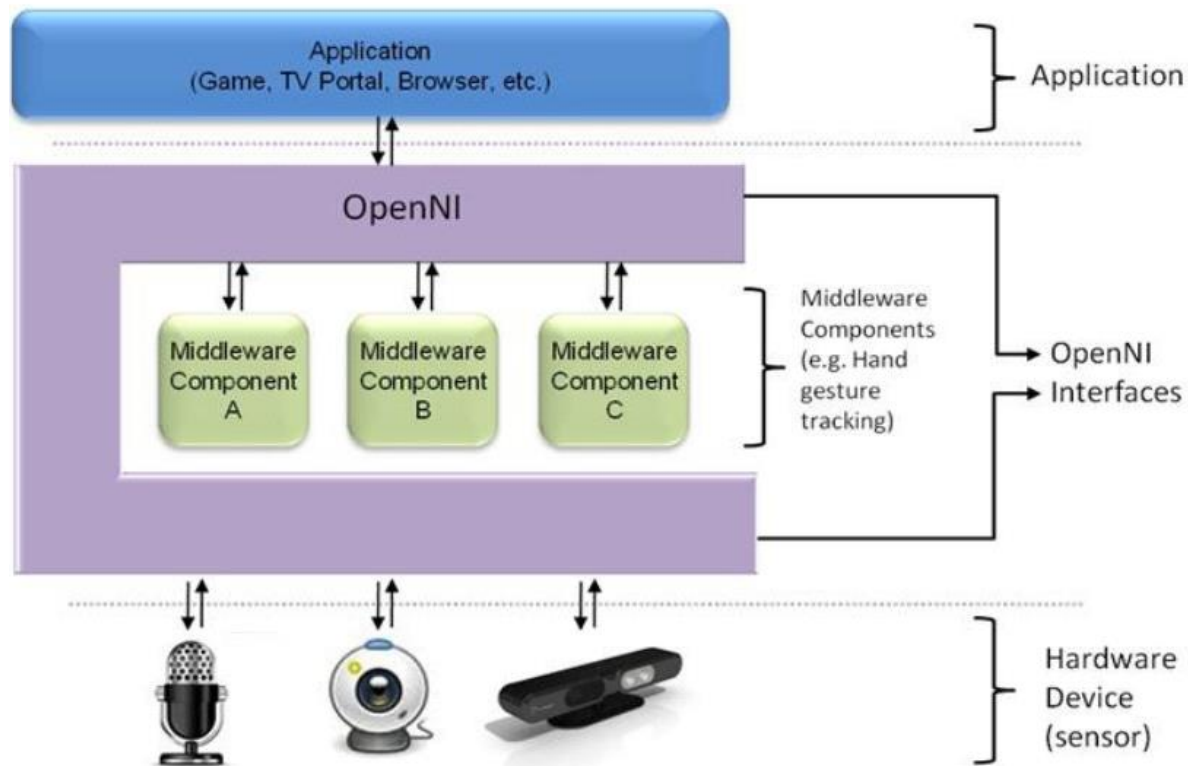 Application
(Game, TV Portal, Browser, etc.)
Application
OpenNI
Middleware
Component
A
Middleware
Component
B
Middleware
Component
C
Middleware
Components
(e.g. Hand
gesture
tracking)
OpenNI
Interfaces
Hardware
Device
(sensor)